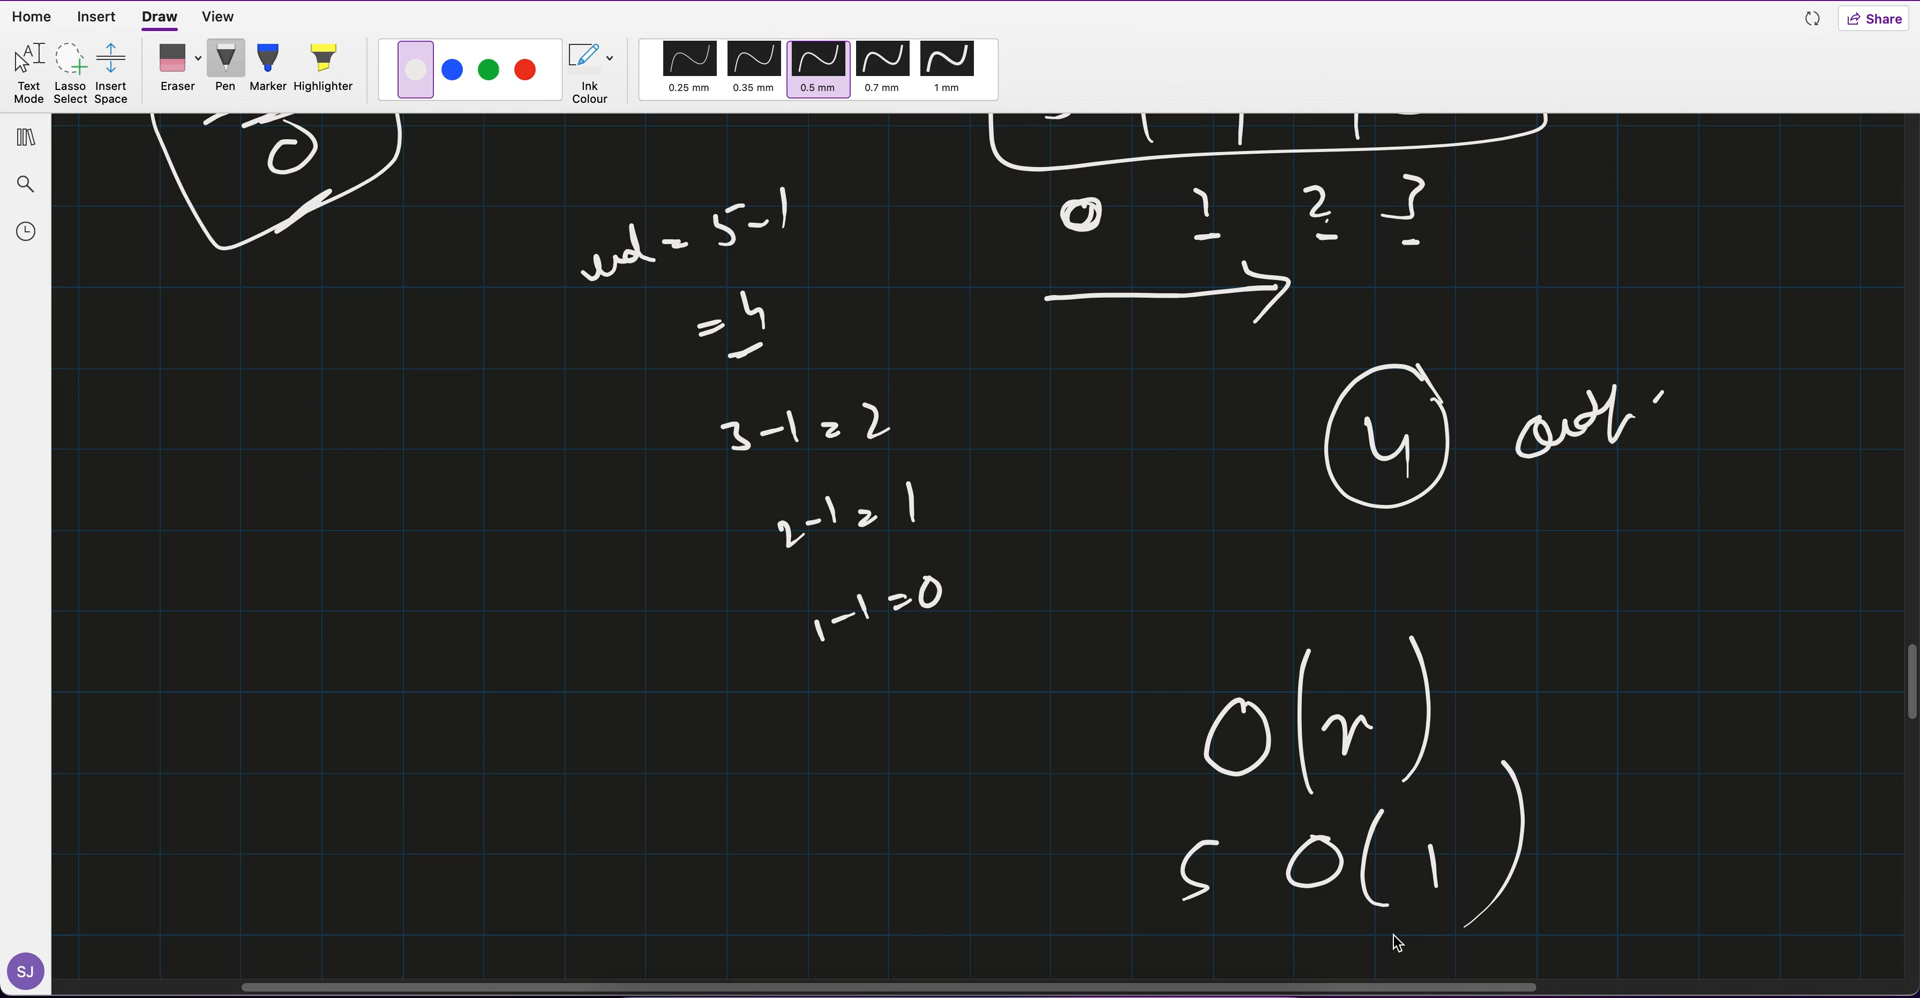 Home Insert Draw View
Share
Text Mode
Lasso Select
Insert Space
Eraser
Pen
Marker
Highlighter
Ink Colour
0.25 mm
0.35 mm
0.5 mm
0.7 mm
1 mm
0
0 1 2 3
end = 5-1
= 4
3-1=2
4
2-1=1
1-1=0
O(n)
S O(1)
SJ